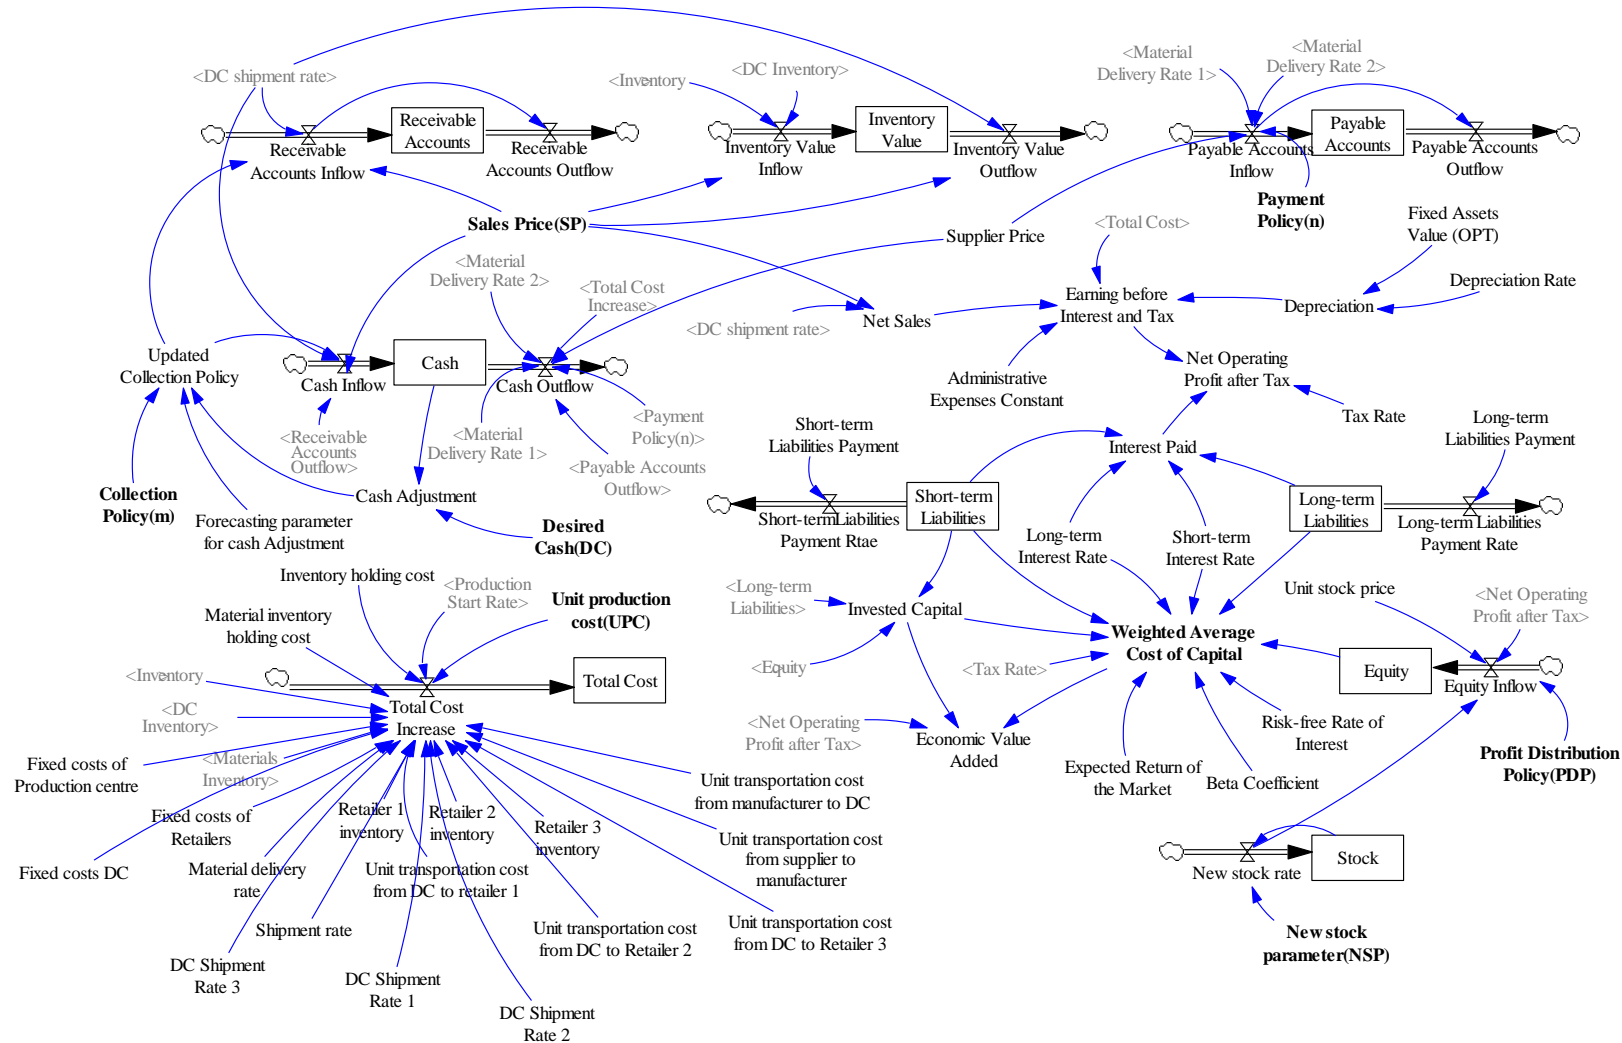 <DC shipment rate>
Receivable
Accounts
Receivable
Accounts Inflow
Receivable
Accounts Outflow
<Inventory
>
<DC Inventory>
Inventory
Value
Inventory Value
Inflow
Inventory Value
Outflow
<Material
Delivery Rate 1>
<Material
Delivery Rate 2>
Payable
Accounts
Payable Accounts
Inflow
Payable Accounts
Outflow
Sales Price(SP)
Supplier Price
Payment
Policy(n)
Fixed Assets
Value (OPT)
<Total Cost>
<Material
Delivery Rate 2>
<Total Cost
Increase>
<DC shipment rate>
Net Sales
Earning before
Interest and Tax
Depreciation
Depreciation Rate
Updated
Collection Policy
Cash Inflow
Cash
Cash Outflow
Net Operating
Profit after Tax
Administrative
Expenses Constant
Tax Rate
<Receivable
Accounts
Outflow>
<Material
Delivery Rate 1>
<Payment
Policy(n)>
<Payable Accounts
Outflow>
Short-term
Liabilities Payment
Interest Paid
Long-term
Liabilities Payment
Collection
Policy(m)
Cash Adjustment
Forecasting parameter
for cash Adjustment
Desired
Cash(DC)
Short-termLiabilities
Payment Rtae
Short-term
Liabilities
Long-term
Interest Rate
Short-term
Interest Rate
Long-term
Liabilities
Long-term Liabilities
Payment Rate
Inventory holding cost
<Production
Start Rate>
Unit production
cost(UPC)
Material inventory
holding cost
<Long-term
Liabilities>
Invested Capital
<Equity
>
<Tax Rate>
Weighted Average
Cost of Capital
Unit stock price
<Net Operating
Profit after Tax>
Equity
Equity Inflow
<Inventory
>
<DC
Inventory>
Total Cost
Total Cost
Increase
<Net Operating
Profit after Tax>
Economic Value
Added
Risk-free Rate of
Interest
Expected Return of
the Market
Beta Coefficient
Profit Distribution
Policy(PDP)
Fixed costs of
Production centre
<Materials
Inventory>
Fixed costs of
Retailers
Retailer 1
inventory
Retailer 2
inventory
Retailer 3
inventory
Unit transportation cost
from manufacturer to DC
Fixed costs DC
Material delivery
rate
Unit transportation cost
from DC to retailer 1
Unit transportation cost
from supplier to
manufacturer
Stock
New stock rate
Shipment rate
Unit transportation cost
from DC to Retailer 2
Unit transportation cost
from DC to Retailer 3
New stock
parameter(NSP)
DC Shipment
Rate 3
DC Shipment
Rate 1
DC Shipment
Rate 2